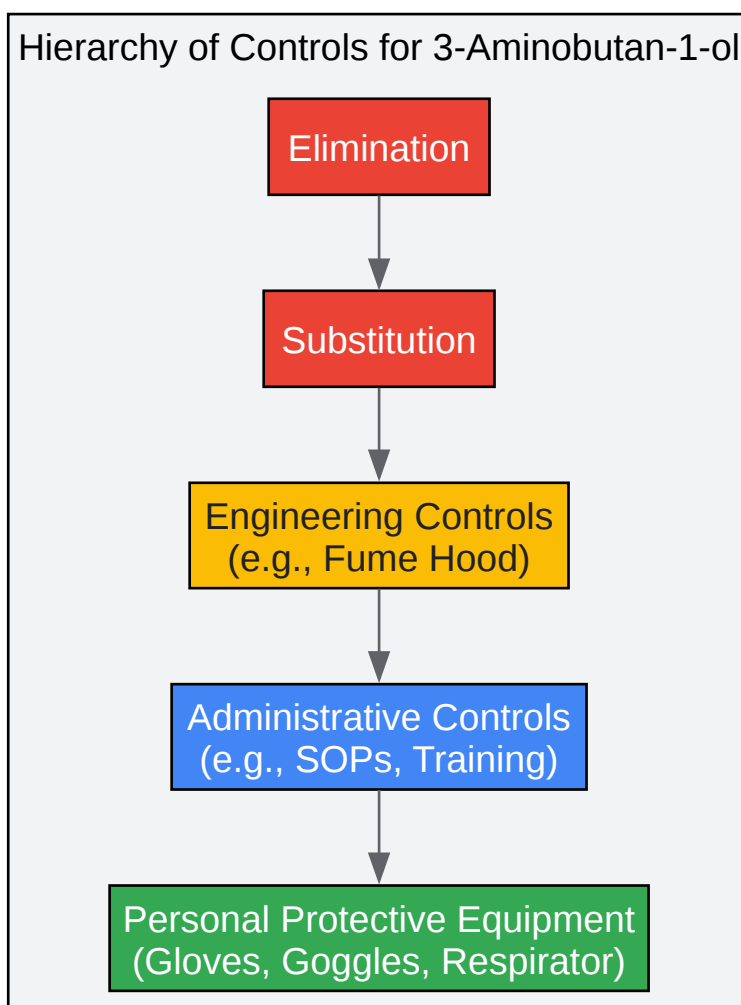 Hierarchy of Controls for 3-Aminobutan-1-ol
Elimination
Substitution
Engineering Controls
(e.g., Fume Hood)
Administrative Controls
(e.g., SOPs, Training)
Personal Protective Equipment
(Gloves, Goggles, Respirator)